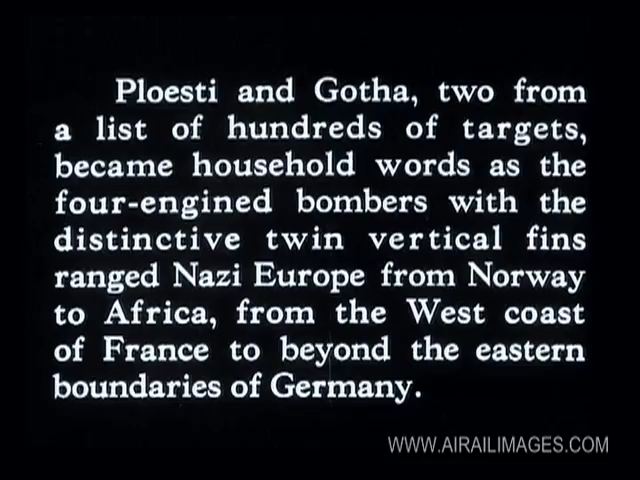 Ploesti and Gotha, two from
a list of hundreds of targets,
became household words as the
four-engined bombers with the
distinctive twin vertical fins
ranged Nazi Europe from Norway
to Africa, from the West coast
of France to beyond the eastern
boundaries of Germany.
WWW.AIRAILIMAGES.COM